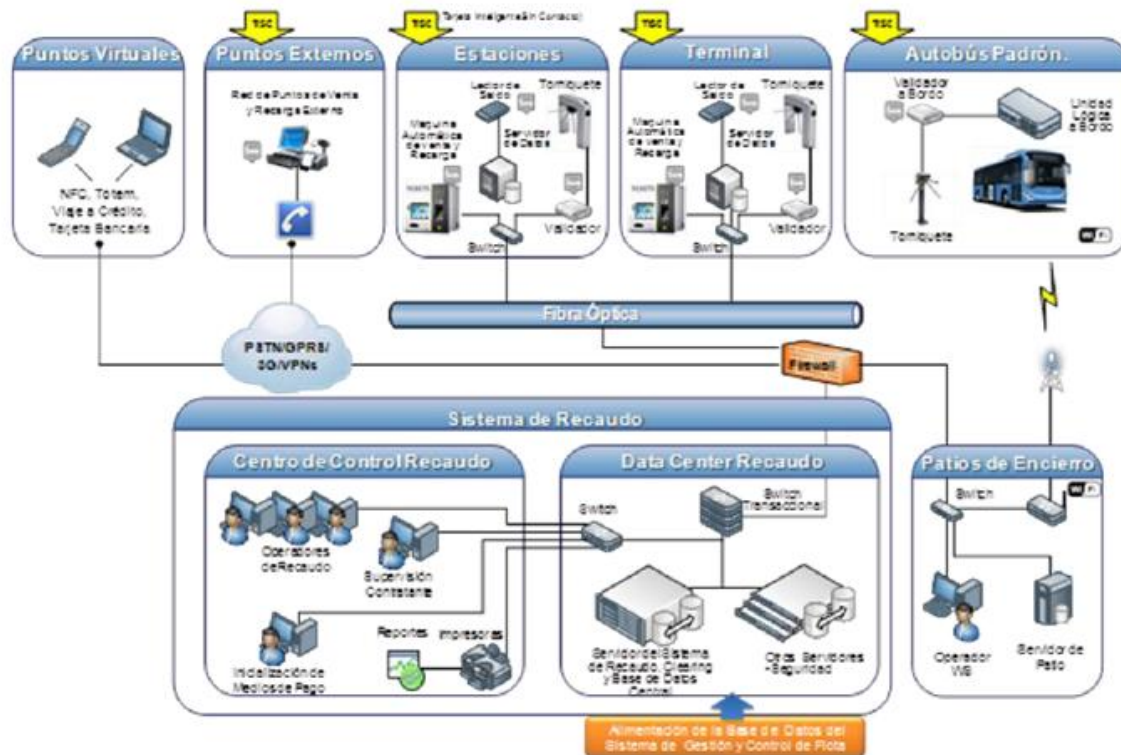 TISC
TISC
(Tarjeta Inteligente Sin Contacto)
TISC
TISC
Puntos Virtuales
NFC, Totem,
Viaje a Crédito,
Tarjeta Bancaria
Puntos Externos
Red de Puntos de Venta
y Recarga Externo
Estaciones
Lector de
Saldo
Torniquete
Maquina
Automática
de venta y
Recarga
Servidor
de Datos
Validador
Switch
Terminal
Lector de
Saldo
Torniquete
Maquina
Automática
de venta y
Recarga
Servidor
de Datos
Validador
Switch
Autobús Padrón.
Validador
a Bordo
Unidad
Lógica
a Bordo
Torniquete
Wi Fi
Fibra Óptica
PSTN/GPRS/
3G/VPNs
Firewall
Sistema de Recaudo
Centro de Control Recaudo
Operadores
de Recaudo
Supervisión
Contratante
Inicialización de
Medios de Pago
Reportes
Impresoras
Data Center Recaudo
Switch
Switch
Transaccional
Servidor del Sistema
de Recaudo, Clearing
y Base de Datos
Central
Otros Servidores
- Seguridad
Patios de Encierro
Switch
Wi Fi
Operador
WS
Servidor de
Patio
Alimentación de la Base de Datos del
Sistema de Gestión y Control de Flota